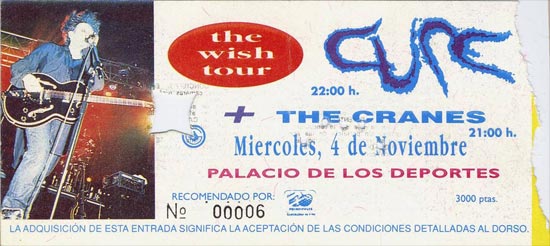 the
wish
tour
CURE
22:00 h.
+ THE CRANES
21:00 h.
Miercoles, 4 de Noviembre
PALACIO DE LOS DEPORTES
RECOMENDADO POR:
Nº 00006
3000 ptas.
LA ADQUISICIÓN DE ESTA ENTRADA SIGNIFICA LA ACEPTACIÓN DE LAS CONDICIONES DETALLADAS AL DORSO.